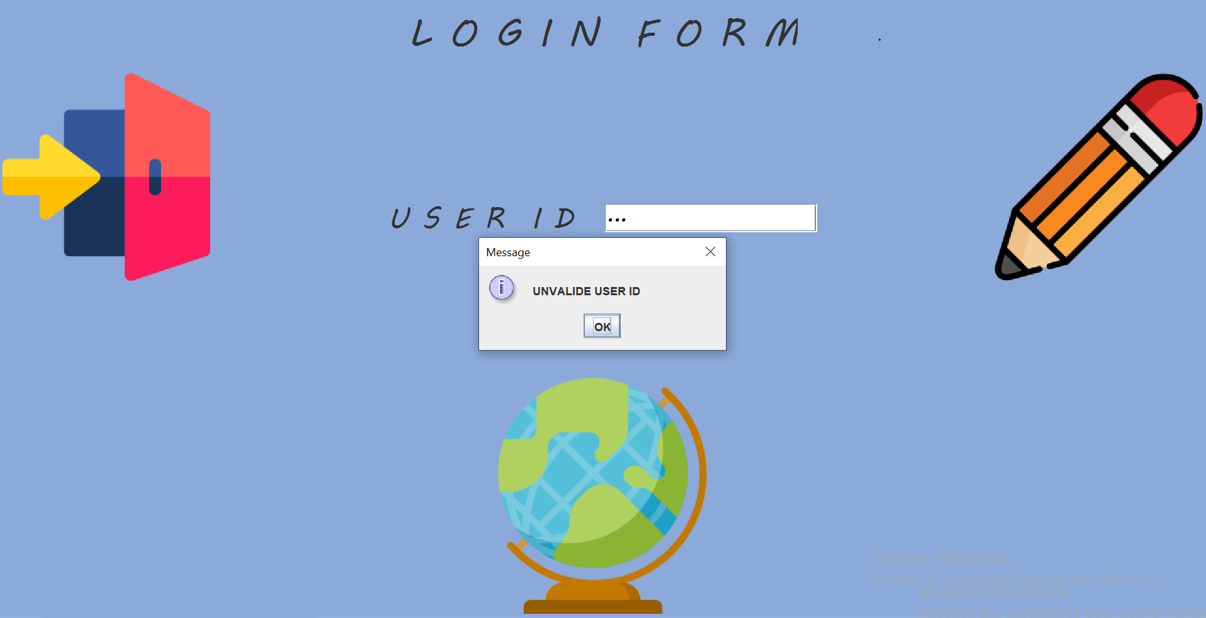 LOGIN FORM
USER ID
...
Message
UNVALIDE USER ID
OK